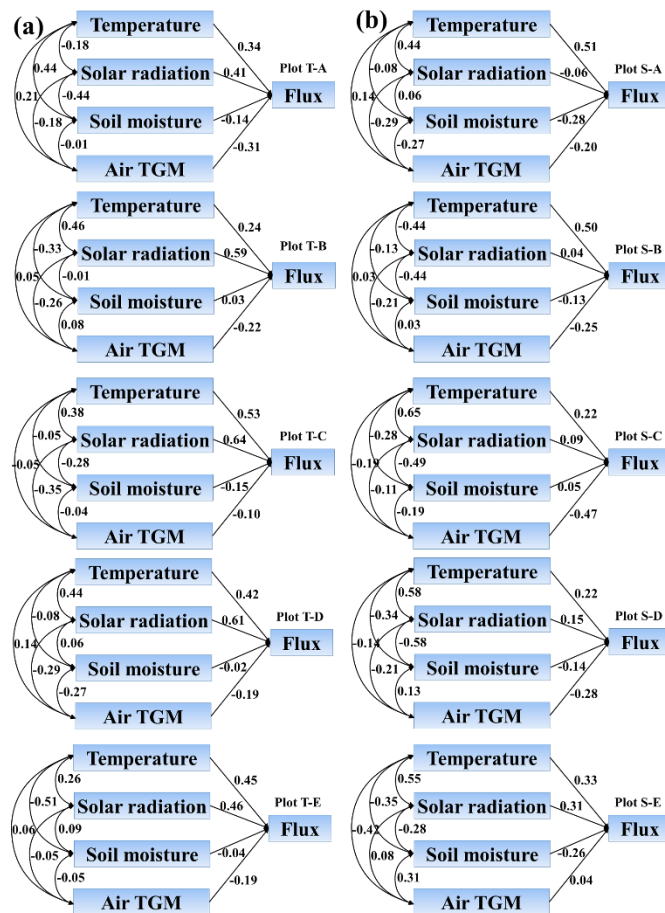 (a)
Temperature
-0.18
0.34
Plot T-A
0.44
Solar radiation
0.41
Flux
0.21
-0.44
-0.18
Soil moisture
-0.14
-0.01
-0.31
Air TGM
Temperature
0.46
0.24
Plot T-B
-0.33
Solar radiation
0.59
Flux
0.05
-0.01
-0.26
Soil moisture
0.03
0.08
-0.22
Air TGM
Temperature
0.38
0.53
Plot T-C
-0.05
Solar radiation
0.64
Flux
-0.05
-0.28
-0.35
Soil moisture
-0.15
-0.04
-0.10
Air TGM
Temperature
0.44
0.42
Plot T-D
-0.08
Solar radiation
0.61
Flux
0.14
0.06
-0.29
Soil moisture
-0.02
-0.27
-0.19
Air TGM
Temperature
0.26
0.45
Plot T-E
-0.51
Solar radiation
0.46
Flux
0.06
0.09
-0.05
Soil moisture
-0.04
-0.05
-0.19
Air TGM
(b)
Temperature
0.44
0.51
Plot S-A
-0.08
Solar radiation
-0.06
Flux
0.14
0.06
-0.29
Soil moisture
-0.28
-0.27
-0.20
Air TGM
Temperature
-0.44
0.50
Plot S-B
-0.13
Solar radiation
0.04
Flux
0.03
-0.44
-0.21
Soil moisture
-0.13
0.03
-0.25
Air TGM
Temperature
0.65
0.22
Plot S-C
-0.28
Solar radiation
0.09
Flux
-0.19
-0.49
-0.11
Soil moisture
0.05
-0.19
-0.47
Air TGM
Temperature
0.58
0.22
Plot S-D
-0.34
Solar radiation
0.15
Flux
-0.14
-0.58
-0.21
Soil moisture
-0.14
0.13
-0.28
Air TGM
Temperature
0.55
0.33
Plot S-E
-0.35
Solar radiation
0.31
Flux
-0.42
-0.28
0.08
Soil moisture
-0.26
0.31
0.04
Air TGM